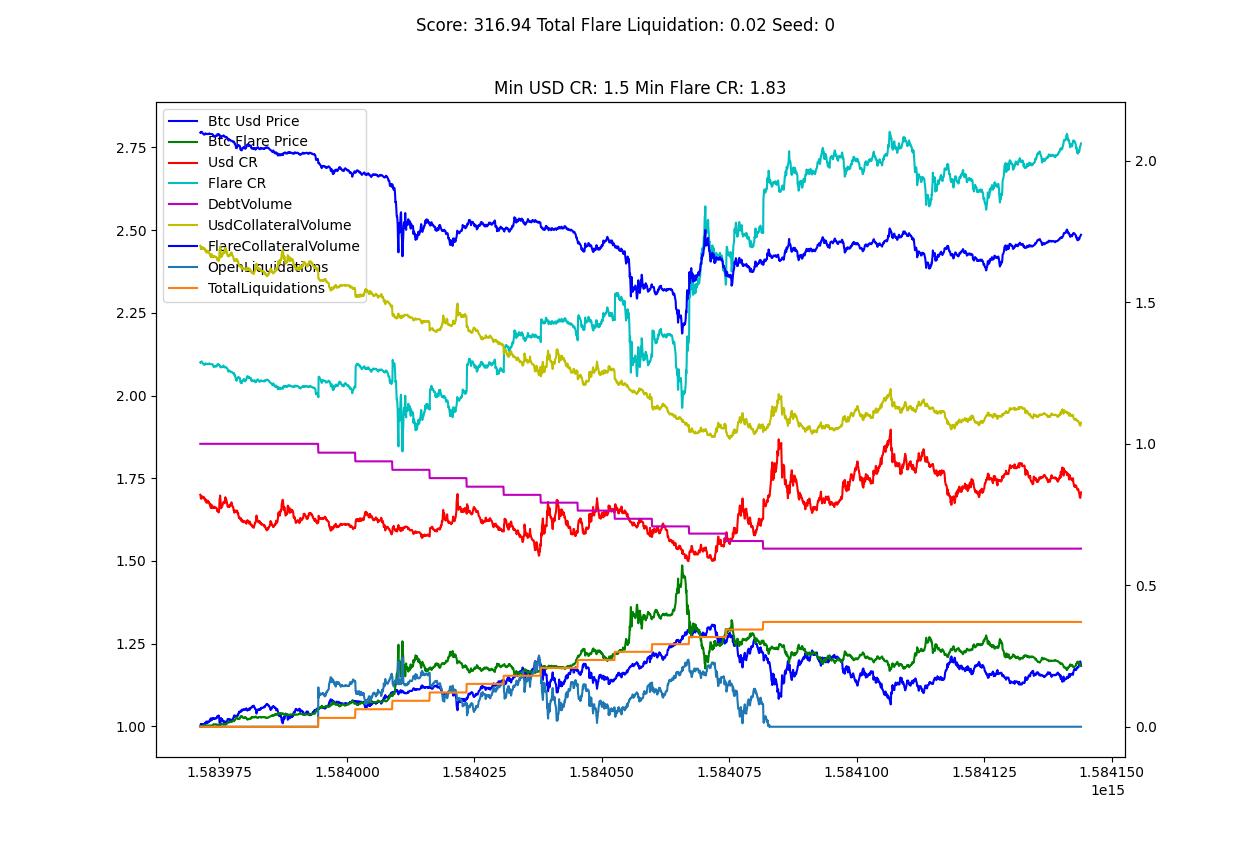 Score: 316.94 Total Flare Liquidation: 0.02 Seed: 0
Min USD CR: 1.5 Min Flare CR: 1.83
Btc Usd Price
Btc Flare Price
Usd CR
Flare CR
DebtVolume
UsdCollateralVolume
FlareCollateralVolume
OpenLiquidations
TotalLiquidations
2.75
2.50
2.25
2.00
1.75
1.50
1.25
1.00
2.0
1.5
1.0
0.5
0.0
1.583975 1.584000 1.584025 1.584050 1.584075 1.584100 1.584125 1.584150
1e15